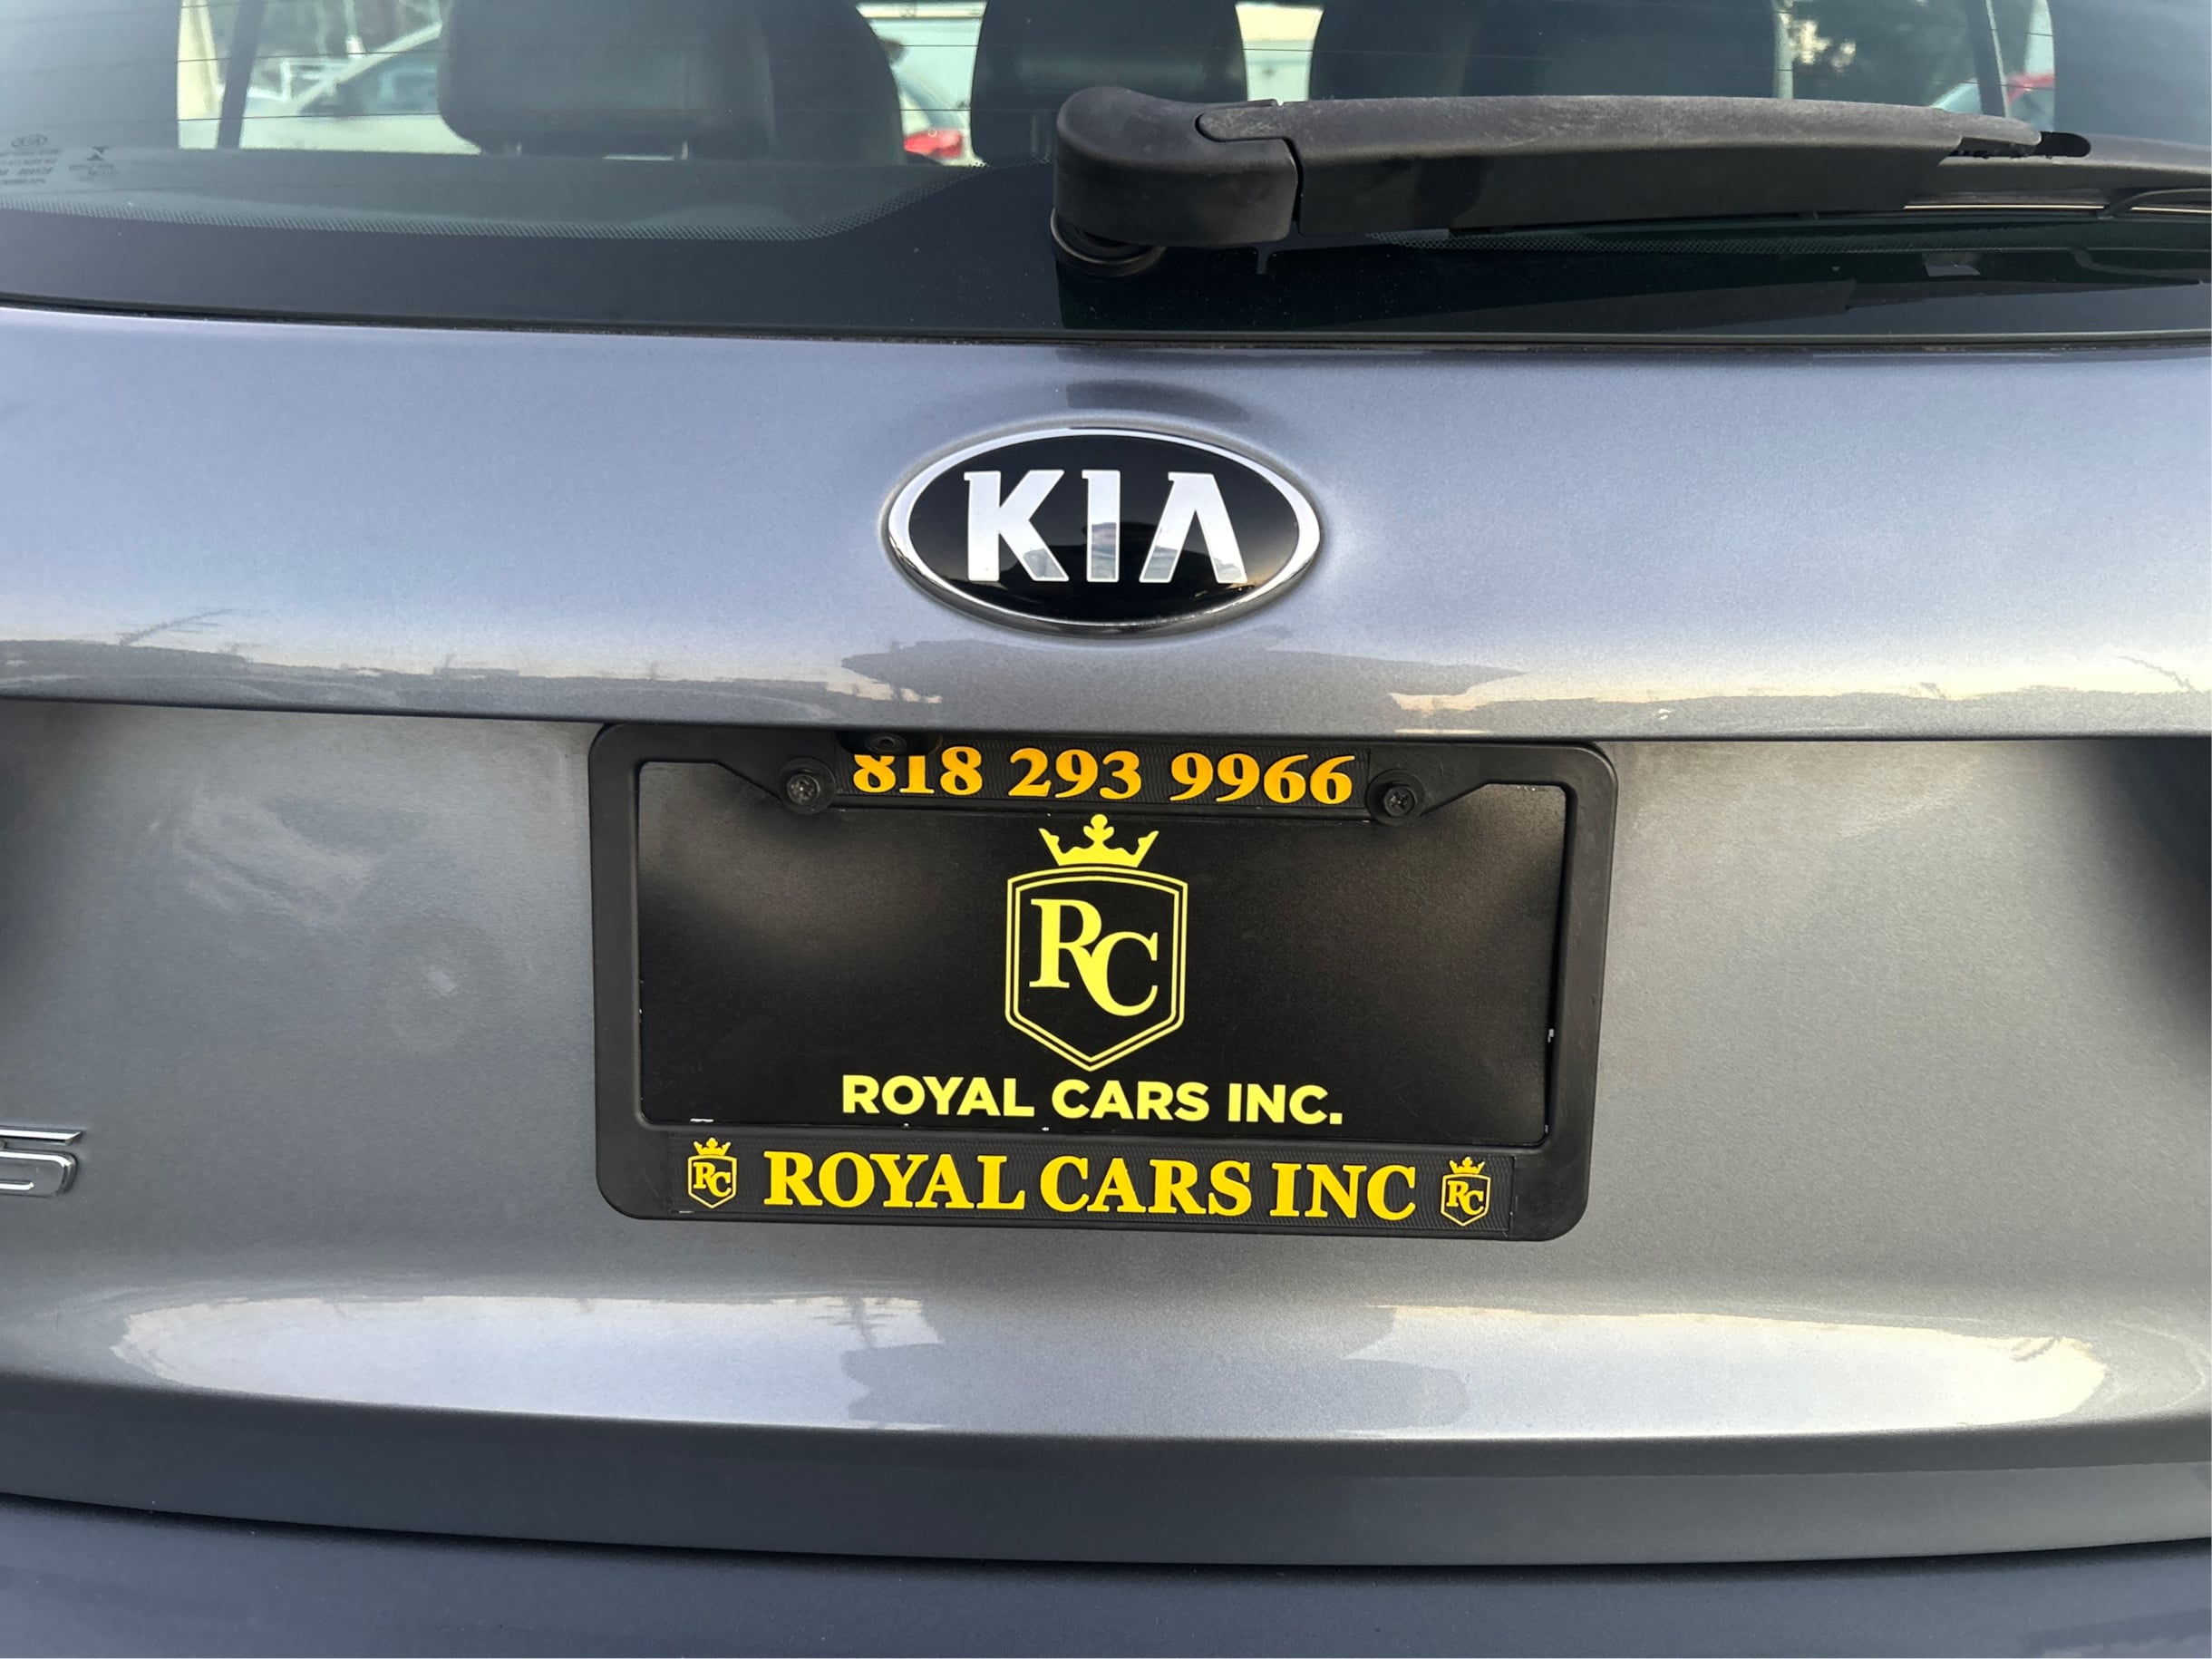 KIA
818 293 9966
RC
ROYAL CARS INC.
RC ROYAL CARS INC RC